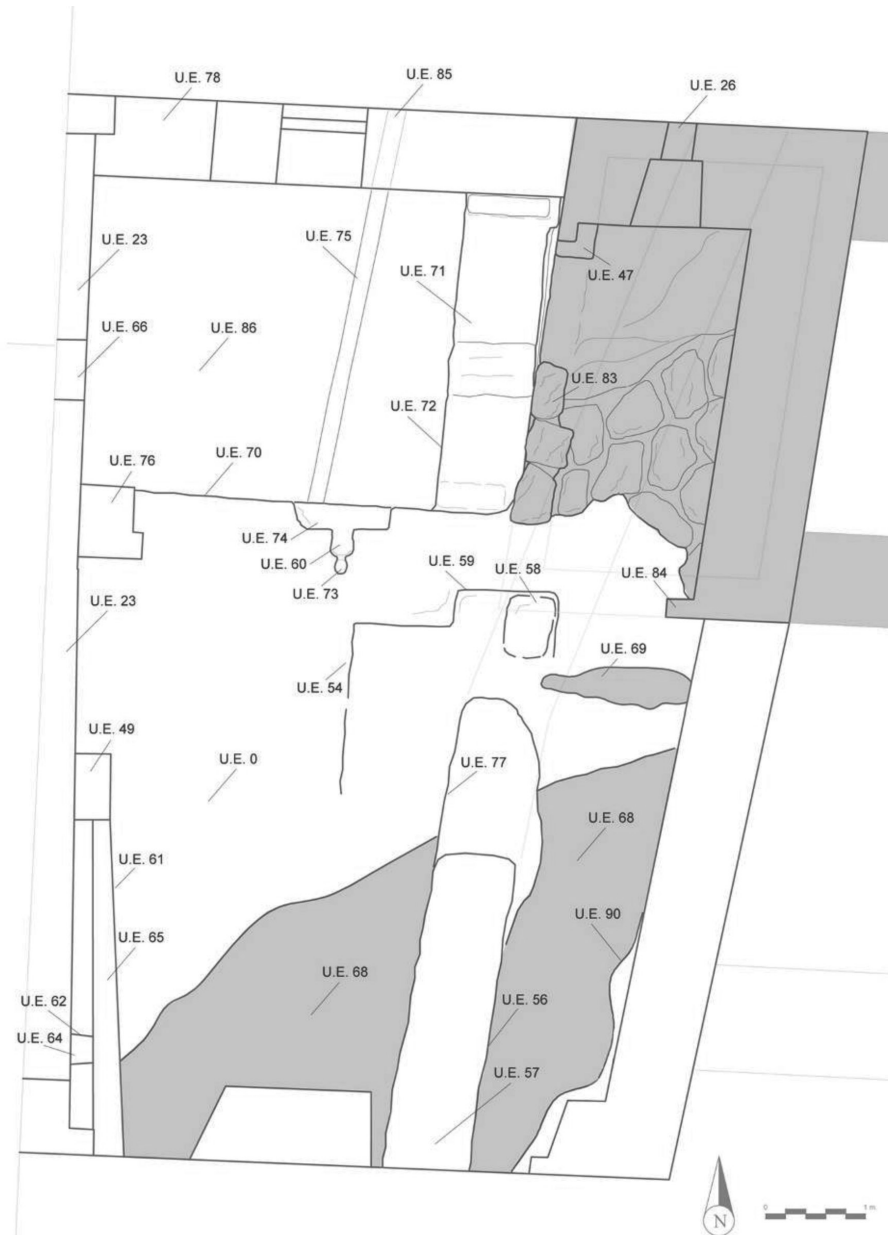 U.E. 78
U.E. 85
U.E. 26
U.E. 23
U.E. 75
U.E. 71
U.E. 47
U.E. 66
U.E. 86
U.E. 83
U.E. 72
U.E. 76
U.E. 70
U.E. 74
U.E. 60
U.E. 59
U.E. 58
U.E. 84
U.E. 73
U.E. 23
U.E. 69
U.E. 54
U.E. 49
U.E. 0
U.E. 77
U.E. 68
U.E. 61
U.E. 90
U.E. 65
U.E. 68
U.E. 62
U.E. 56
U.E. 64
U.E. 57
N
0 1 m